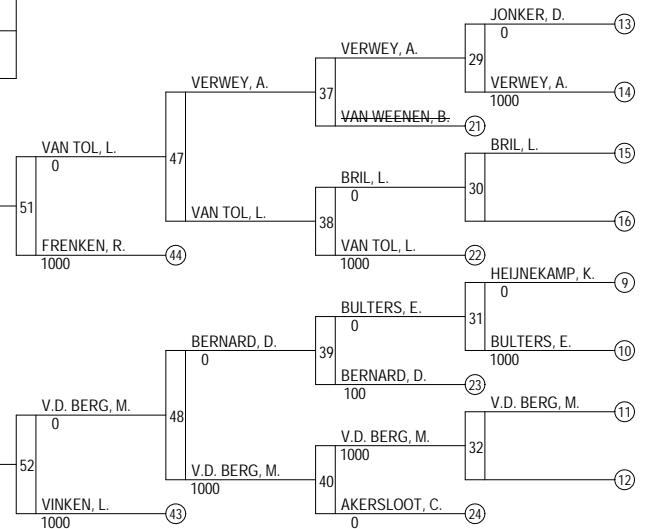 JONKER, D. 13
0
VERWEY, A.
29
VERWEY, A. VERWEY, A. 14
37 1000
VAN WEENEN, B. 21
VAN TOL, L. 47 BRIL, L. 15
0
BRIL, L. 30
0
51 VAN TOL, L. 38 16
FRENKEN, R. 44 VAN TOL, L. 22
1000 1000
HEIJNEKAMP, K. 9
0
BULTERS, E. 31
0
BERNARD, D. 39 BULTERS, E. 10
0 1000
BERNARD, D. 23
100
V.D. BERG, M. 48 V.D. BERG, M. 11
0
V.D. BERG, M. 32
1000
52 V.D. BERG, M. 40 12
1000
VINKEN, L. 43 AKERSLOOT, C. 24
1000 0